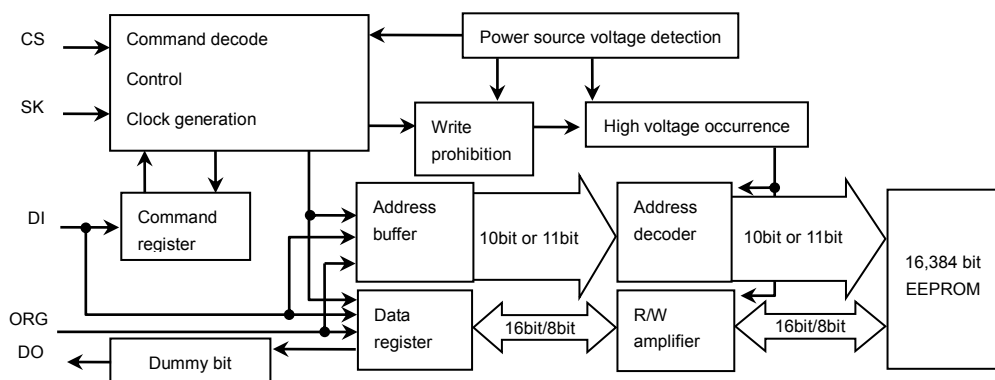 CS
Command decode
Control
Clock generation
Power source voltage detection
SK
Write
prohibition
High voltage occurrence
DI
Command
register
Address
buffer
10bit or 11bit
Address
decoder
10bit or 11bit
16,384 bit
EEPROM
ORG
Data
register
16bit/8bit
R/W
amplifier
16bit/8bit
DO
Dummy bit